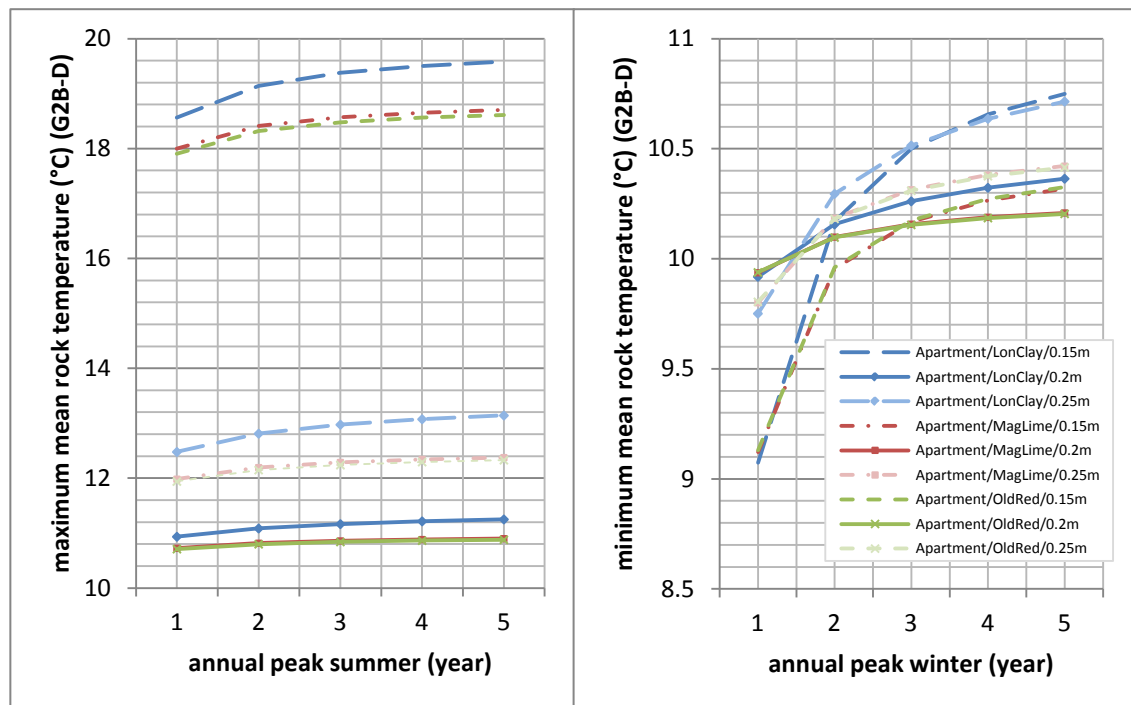 maximum mean rock temperature (°C) (G2B-D)
20
18
16
14
12
10
1 2 3 4 5
annual peak summer (year)
minimum mean rock temperature (°C) (G2B-D)
11
10.5
10
9.5
9
8.5
1 2 3 4 5
annual peak winter (year)
Apartment/LonClay/0.15m
Apartment/LonClay/0.2m
Apartment/LonClay/0.25m
Apartment/MagLime/0.15m
Apartment/MagLime/0.2m
Apartment/MagLime/0.25m
Apartment/OldRed/0.15m
Apartment/OldRed/0.2m
Apartment/OldRed/0.25m